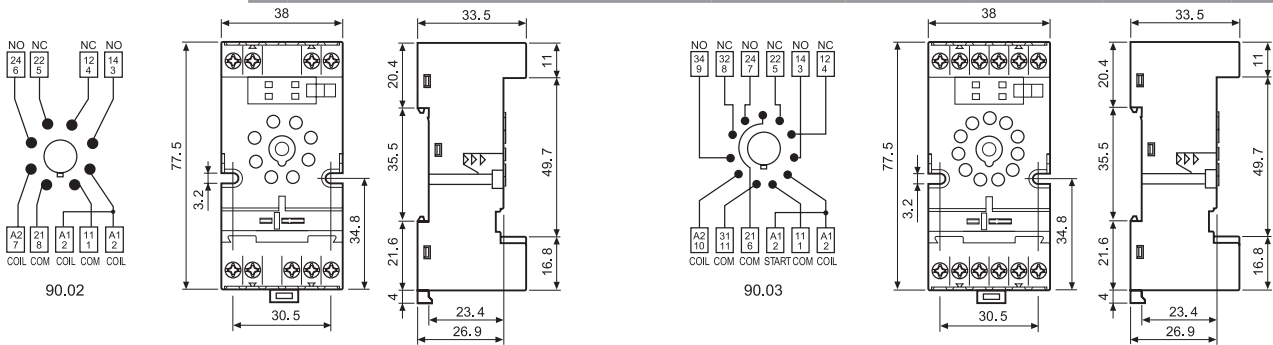 38
33.5
NO NC NC NO
24 22 12 14
6 5 4 3
77.5
3.2
34.8
20.4
35.5
21.6
4
11
49.7
16.8
A2 21 A1 11 A1
7 8 2 1 2
COIL COM COIL COM COIL
90.02
30.5
23.4
26.9
38
33.5
NO NC NO NC NO NC
34 32 24 22 14 12
9 8 7 5 3 4
77.5
3.2
34.8
20.4
35.5
21.6
4
11
49.7
16.8
A2 31 21 A1 11 A1
10 11 6 2 1 2
COIL COM COM START COM COIL
90.03
30.5
23.4
26.9